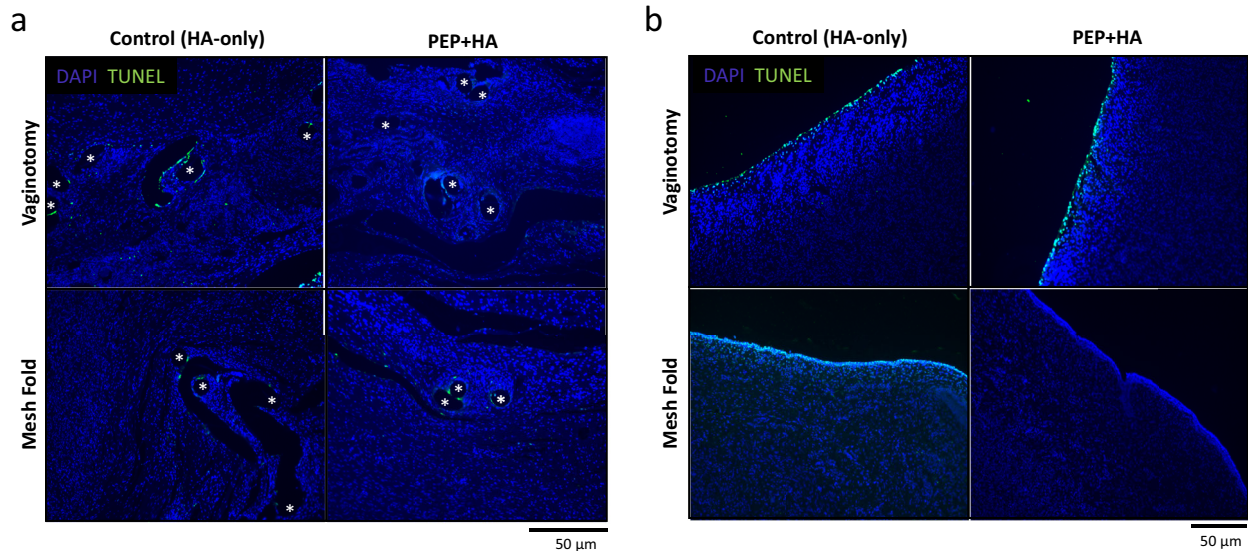 a
Control (HA-only)
PEP+HA
DAPI TUNEL
Vaginotomy
* * * * * *
* * * * *
Mesh Fold
* * * *
* * *
50 µm
b
Control (HA-only)
PEP+HA
DAPI TUNEL
Vaginotomy
Mesh Fold
50 µm